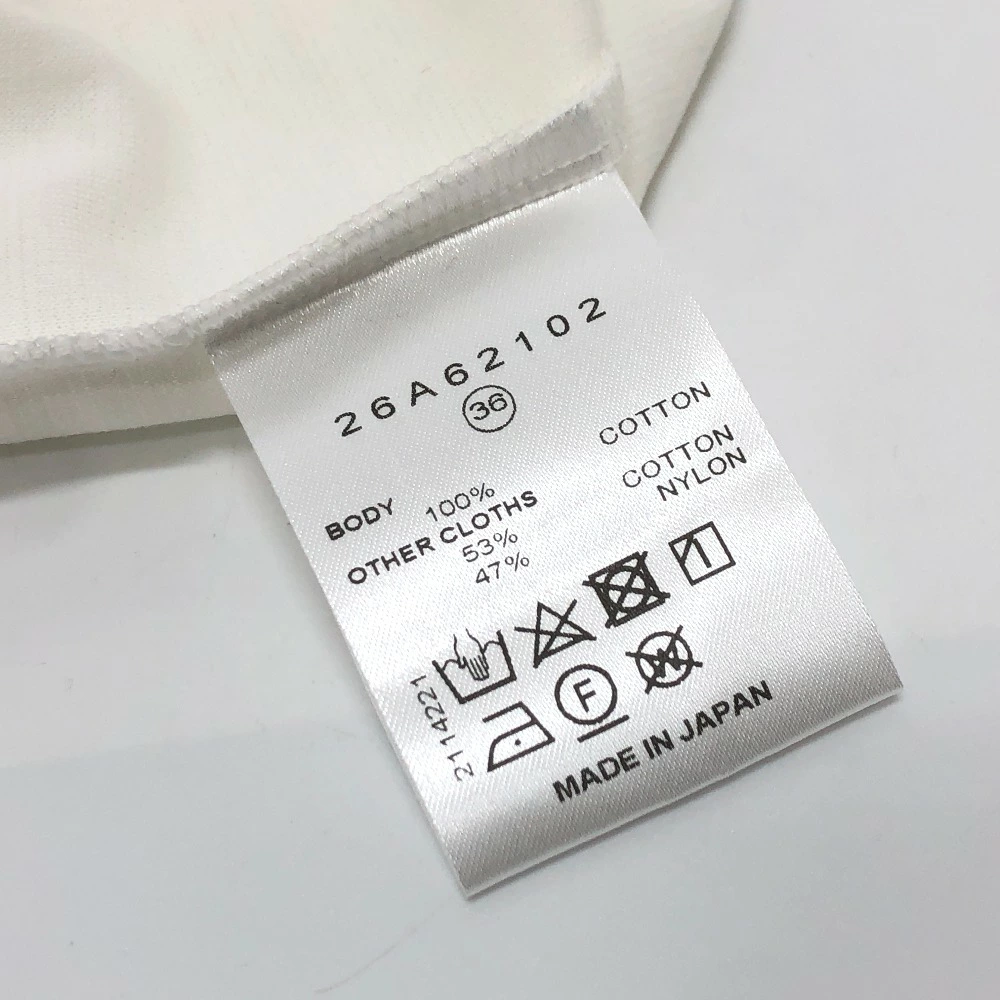 26A62102
36
BODY
100% COTTON
OTHER CLOTHS
53% COTTON
47% NYLON
F
W
2114221
MADE IN JAPAN